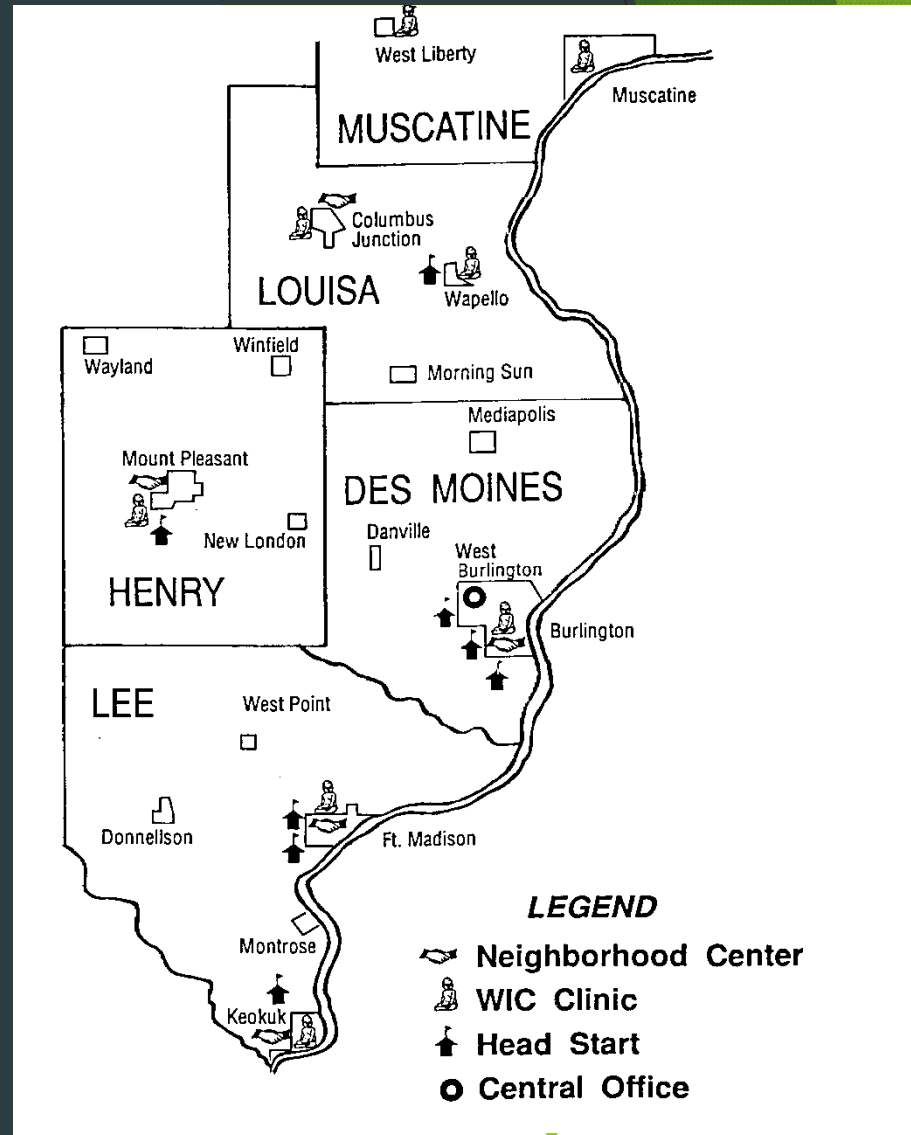 West Liberty
Muscatine
MUSCATINE
Columbus
Junction
LOUISA
Wapello
Wayland
Winfield
Morning Sun
Mediapolis
Mount Pleasant
DES MOINES
New London
Danville
West
Burlington
HENRY
Burlington
LEE
West Point
Donnellson
Ft. Madison
LEGEND
Montrose
Neighborhood Center
WIC Clinic
Keokuk
Head Start
Central Office